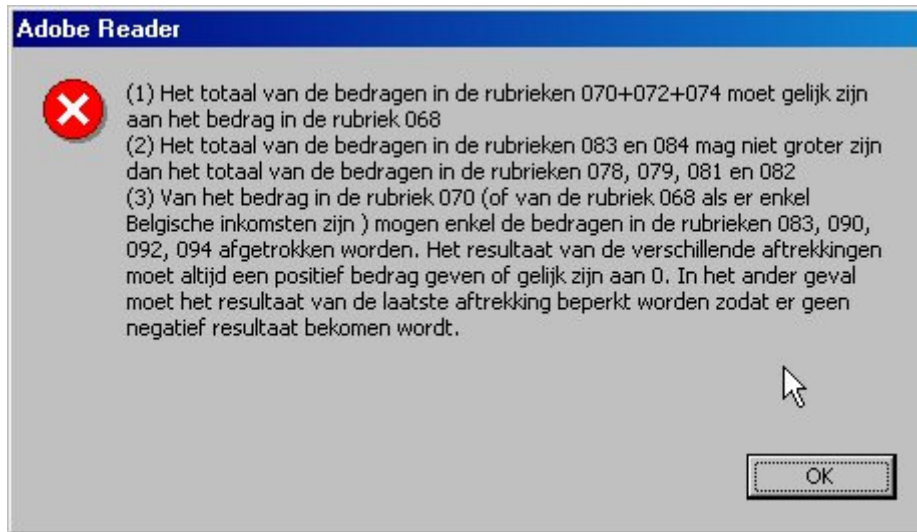 Adobe Reader
(1) Het totaal van de bedragen in de rubrieken 070+072+074 moet gelijk zijn
aan het bedrag in de rubriek 068
(2) Het totaal van de bedragen in de rubrieken 083 en 084 mag niet groter zijn
dan het totaal van de bedragen in de rubrieken 078, 079, 081 en 082
(3) Van het bedrag in de rubriek 070 (of van de rubriek 068 als er enkel
Belgische inkomsten zijn ) mogen enkel de bedragen in de rubrieken 083, 090,
092, 094 afgetrokken worden. Het resultaat van de verschillende aftrekkingen
moet altijd een positief bedrag geven of gelijk zijn aan 0. In het ander geval
moet het resultaat van de laatste aftrekking beperkt worden zodat er geen
negatief resultaat bekomen wordt.
OK